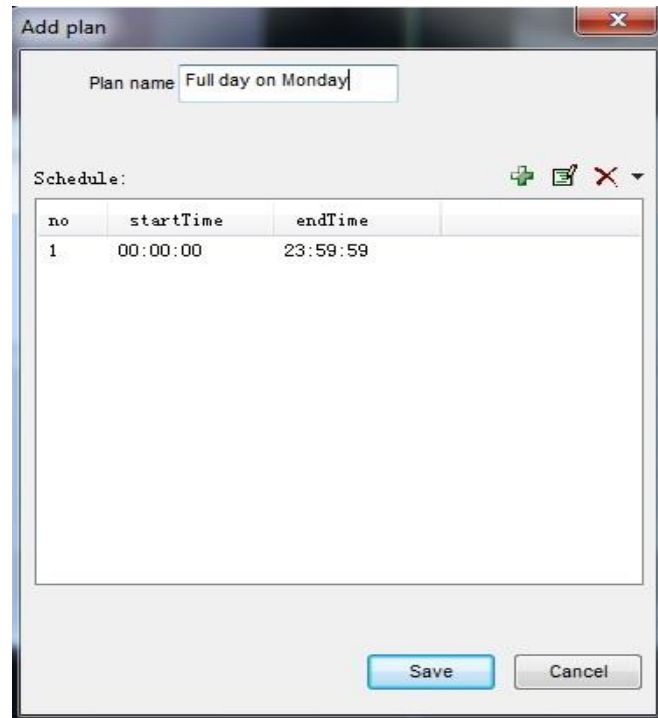 Add plan
Plan name Full day on Monday
Schedule:
no startTime endTime
1 00:00:00 23:59:59
Save Cancel